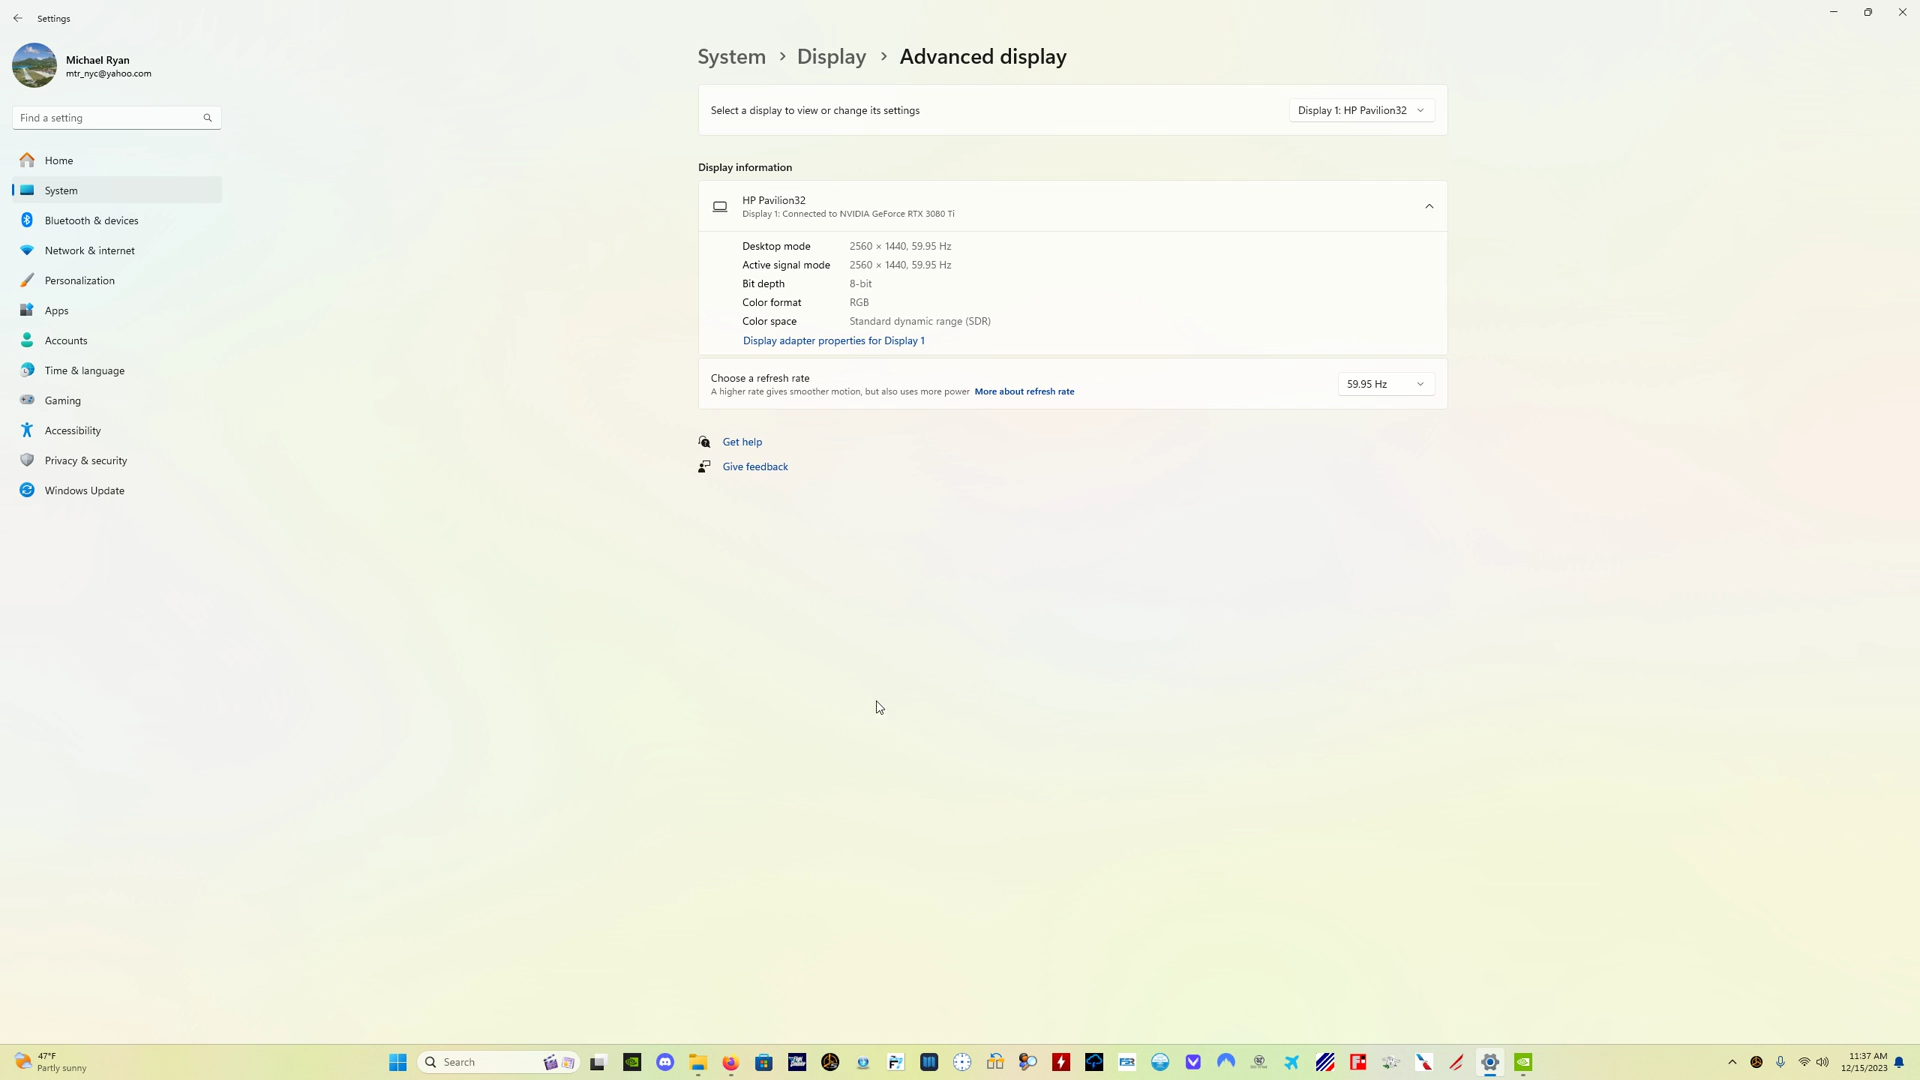 Settings
Michael Ryan
mtr_nyc@yahoo.com
Find a setting
Home
System
Bluetooth & devices
Network & internet
Personalization
Apps
Accounts
Time & language
Gaming
Accessibility
Privacy & security
Windows Update
System > Display > Advanced display
Select a display to view or change its settings
Display 1: HP Pavilion32
Display information
HP Pavilion32
Display 1: Connected to NVIDIA GeForce RTX 3080 Ti
Desktop mode 2560 × 1440, 59.95 Hz
Active signal mode 2560 × 1440, 59.95 Hz
Bit depth 8-bit
Color format RGB
Color space Standard dynamic range (SDR)
Display adapter properties for Display 1
Choose a refresh rate
A higher rate gives smoother motion, but also uses more power More about refresh rate
59.95 Hz
Get help
Give feedback
47°F
Partly sunny
Search
11:37 AM
12/15/2023